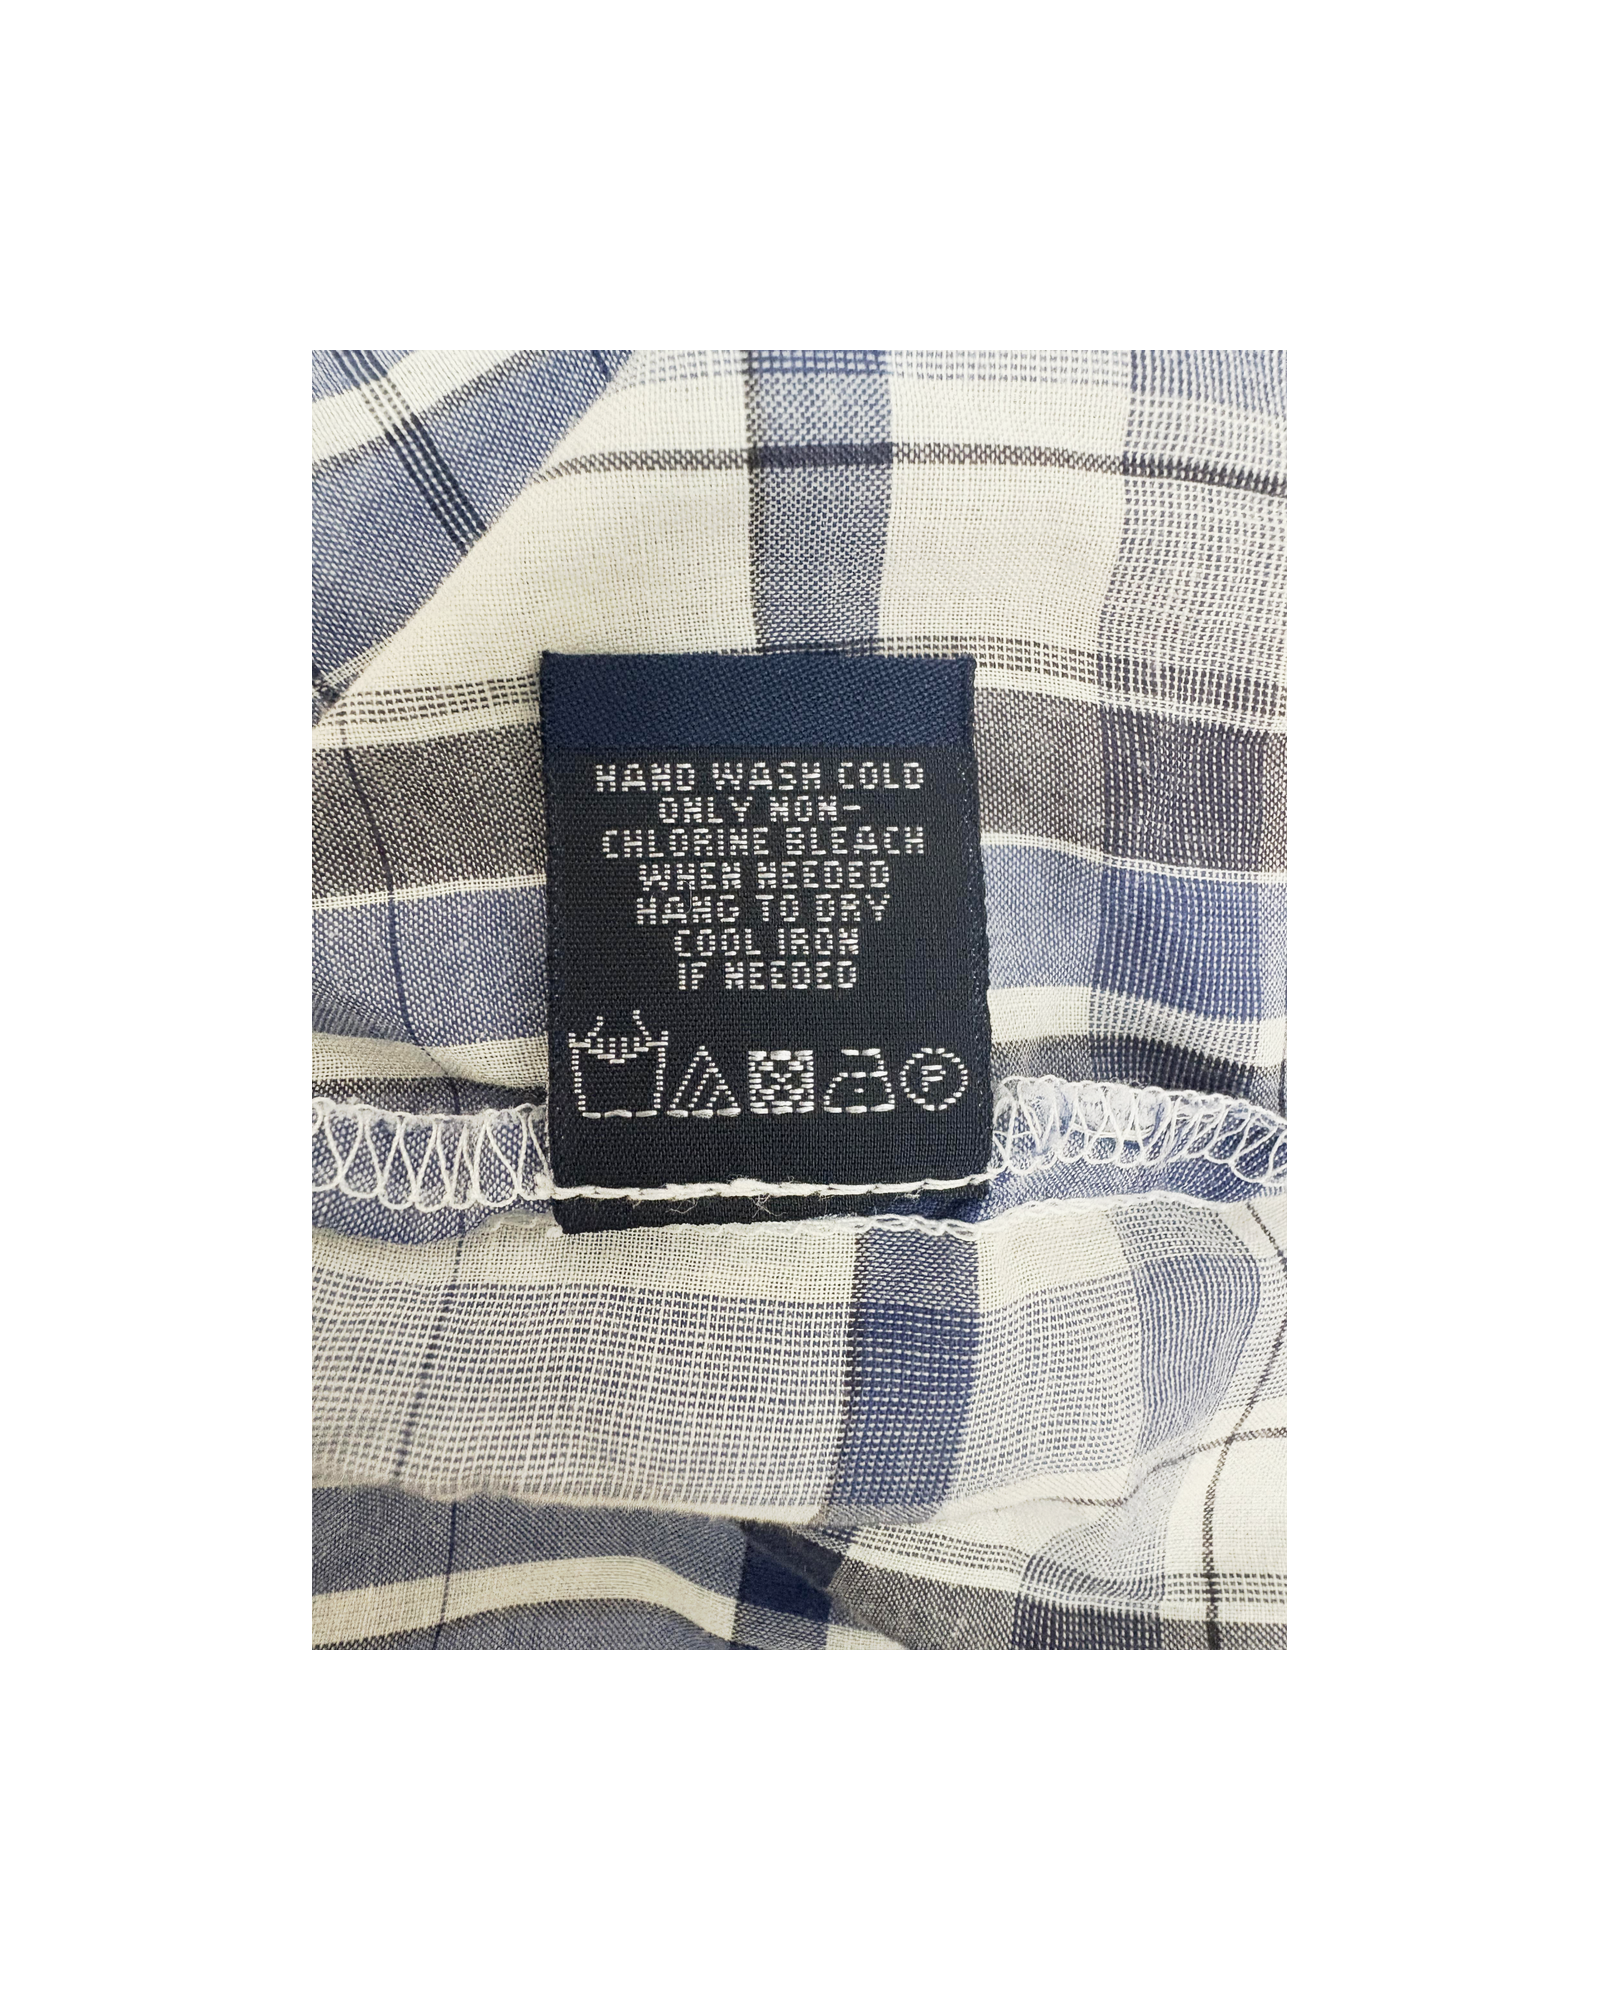 HAND WASH COLD
ONLY NON-
CHLORINE BLEACH
WHEN NEEDED
HANG TO DRY
COOL IRON
IF NEEDED
F